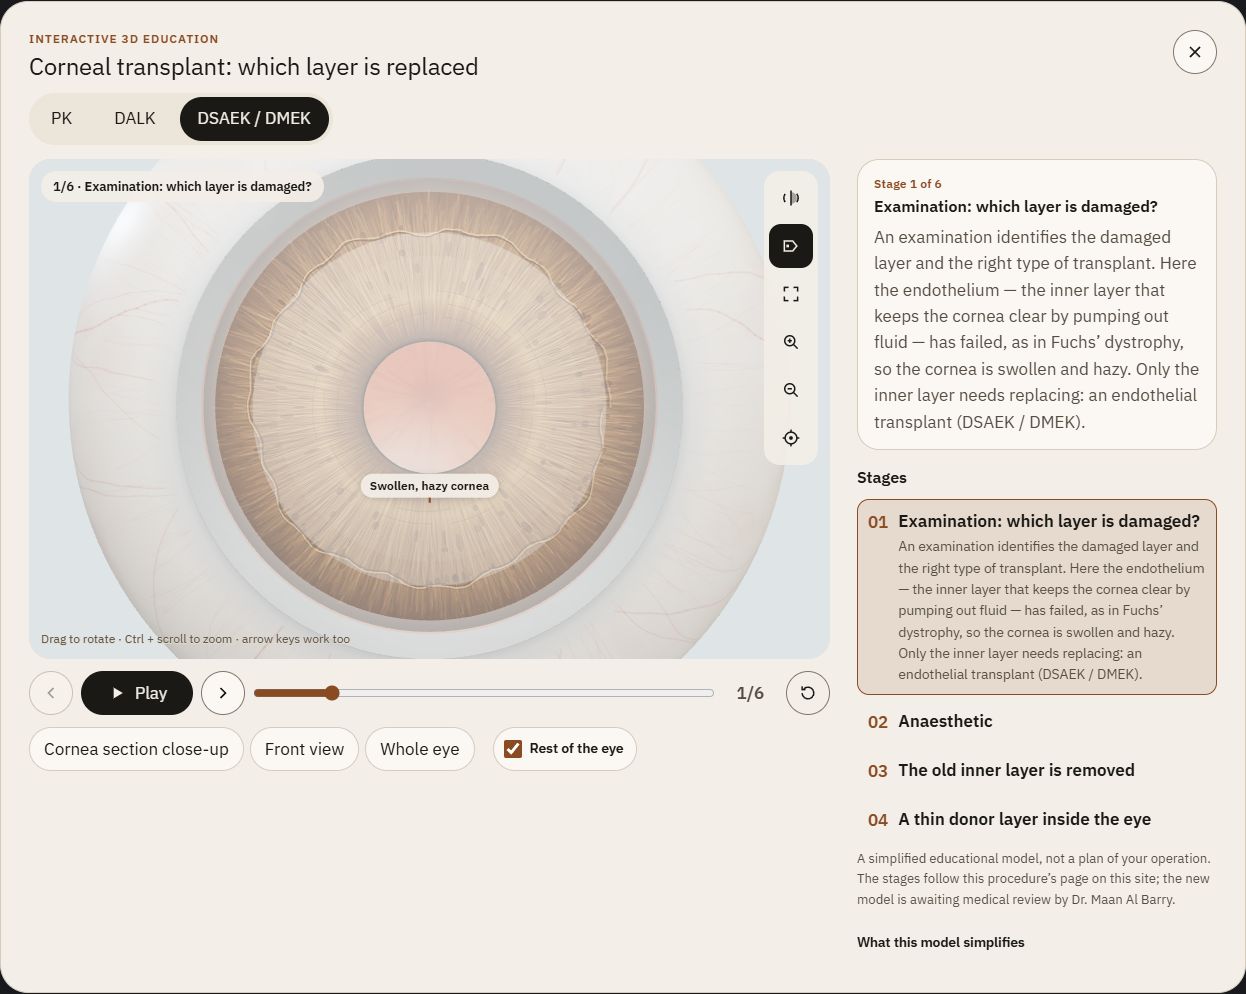 INTERACTIVE 3D EDUCATION
Corneal transplant: which layer is replaced
PK
DALK
DSAEK / DMEK
1/6 · Examination: which layer is damaged?
Swollen, hazy cornea
Drag to rotate · Ctrl + scroll to zoom · arrow keys work too
Play
1/6
Cornea section close-up
Front view
Whole eye
Rest of the eye
Stage 1 of 6
Examination: which layer is damaged?
An examination identifies the damaged
layer and the right type of transplant. Here
the endothelium — the inner layer that
keeps the cornea clear by pumping out
fluid — has failed, as in Fuchs’ dystrophy,
so the cornea is swollen and hazy. Only the
inner layer needs replacing: an endothelial
transplant (DSAEK / DMEK).
Stages
01 Examination: which layer is damaged?
An examination identifies the damaged layer and
the right type of transplant. Here the endothelium
— the inner layer that keeps the cornea clear by
pumping out fluid — has failed, as in Fuchs’
dystrophy, so the cornea is swollen and hazy.
Only the inner layer needs replacing: an
endothelial transplant (DSAEK / DMEK).
02 Anaesthetic
03 The old inner layer is removed
04 A thin donor layer inside the eye
A simplified educational model, not a plan of your operation.
The stages follow this procedure’s page on this site; the new
model is awaiting medical review by Dr. Maan Al Barry.
What this model simplifies